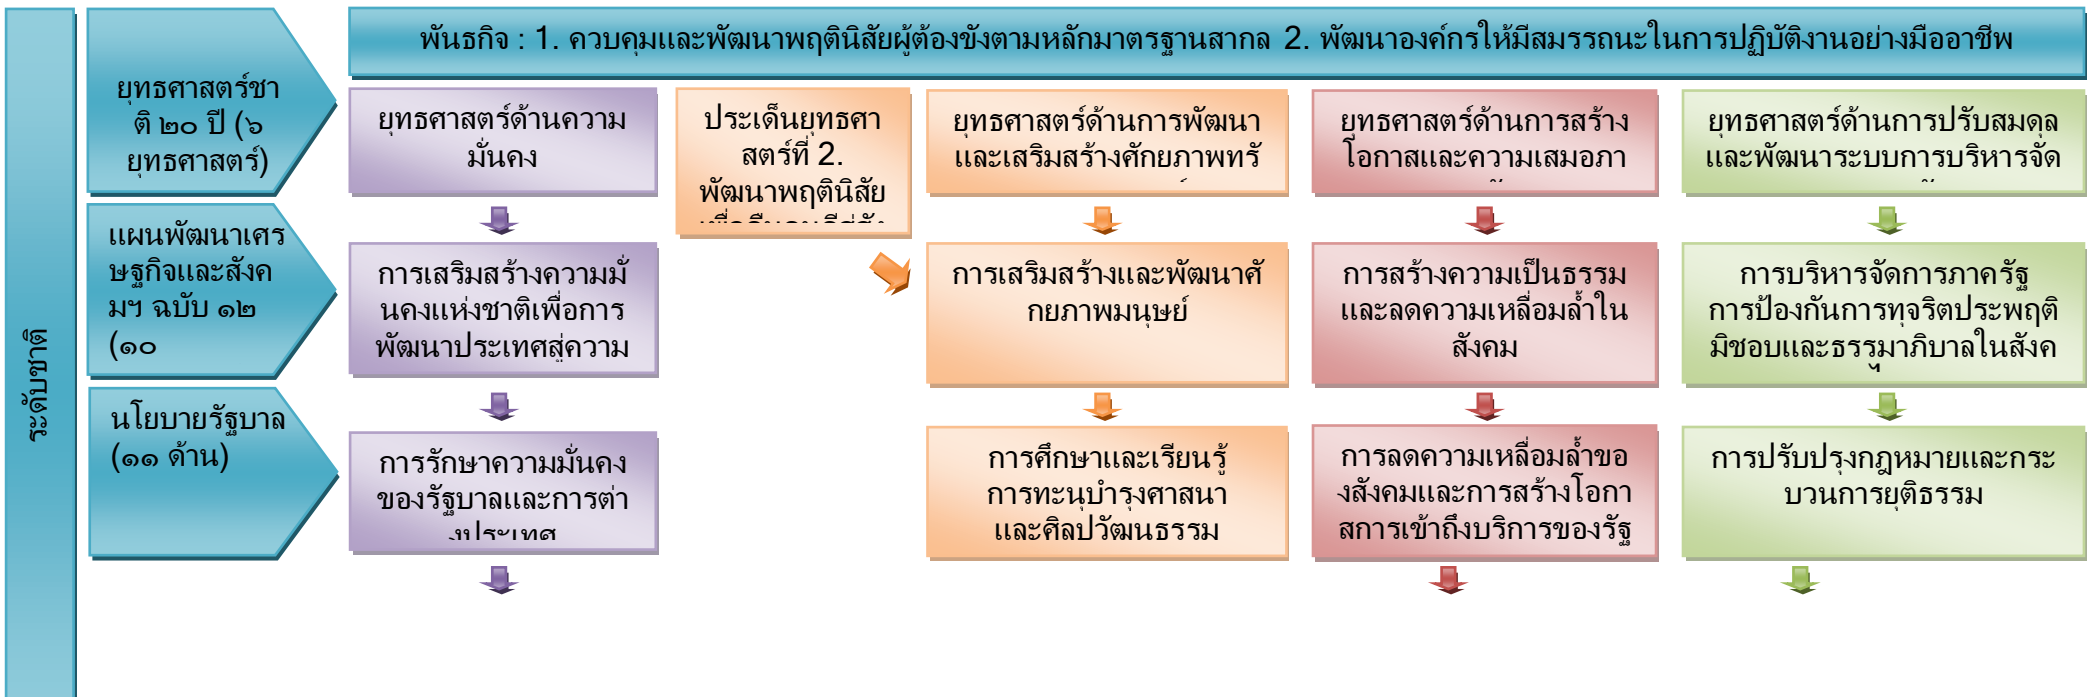 พันธกิจ : 1. ควบคุมและพัฒนาพฤตินิสัยผู้ต้องขังตามหลักมาตรฐานสากล 2. พัฒนาองค์กรให้มีสมรรถนะในการปฏิบัติงานอย่างมืออาชีพ
ระดับชาติ
ยุทธศาสตร์ชา
ติ ๒๐ ปี (๖
ยุทธศาสตร์)
ยุทธศาสตร์ด้านความ
มั่นคง
ประเด็นยุทธศา
สตร์ที่ 2.
พัฒนาพฤตินิสัย
ยุทธศาสตร์ด้านการพัฒนา
และเสริมสร้างศักยภาพทรั
ยุทธศาสตร์ด้านการสร้าง
โอกาสและความเสมอภา
ยุทธศาสตร์ด้านการปรับสมดุล
และพัฒนาระบบการบริหารจัด
แผนพัฒนาเศร
ษฐกิจและสังค
มฯ ฉบับ ๑๒
(๑๐
การเสริมสร้างความมั่
นคงแห่งชาติเพื่อการ
พัฒนาประเทศสู่ความ
การเสริมสร้างและพัฒนาศั
กยภาพมนุษย์
การสร้างความเป็นธรรม
และลดความเหลื่อมล้ำใน
สังคม
การบริหารจัดการภาครัฐ
การป้องกันการทุจริตประพฤติ
มิชอบและธรรมาภิบาลในสังค
นโยบายรัฐบาล
(๑๑ ด้าน)
การรักษาความมั่นคง
ของรัฐบาลและการต่า
งประเทศ
การศึกษาและเรียนรู้
การทะนุบำรุงศาสนา
และศิลปวัฒนธรรม
การลดความเหลื่อมล้ำขอ
งสังคมและการสร้างโอกา
สการเข้าถึงบริการของรัฐ
การปรับปรุงกฎหมายและกระ
บวนการยุติธรรม